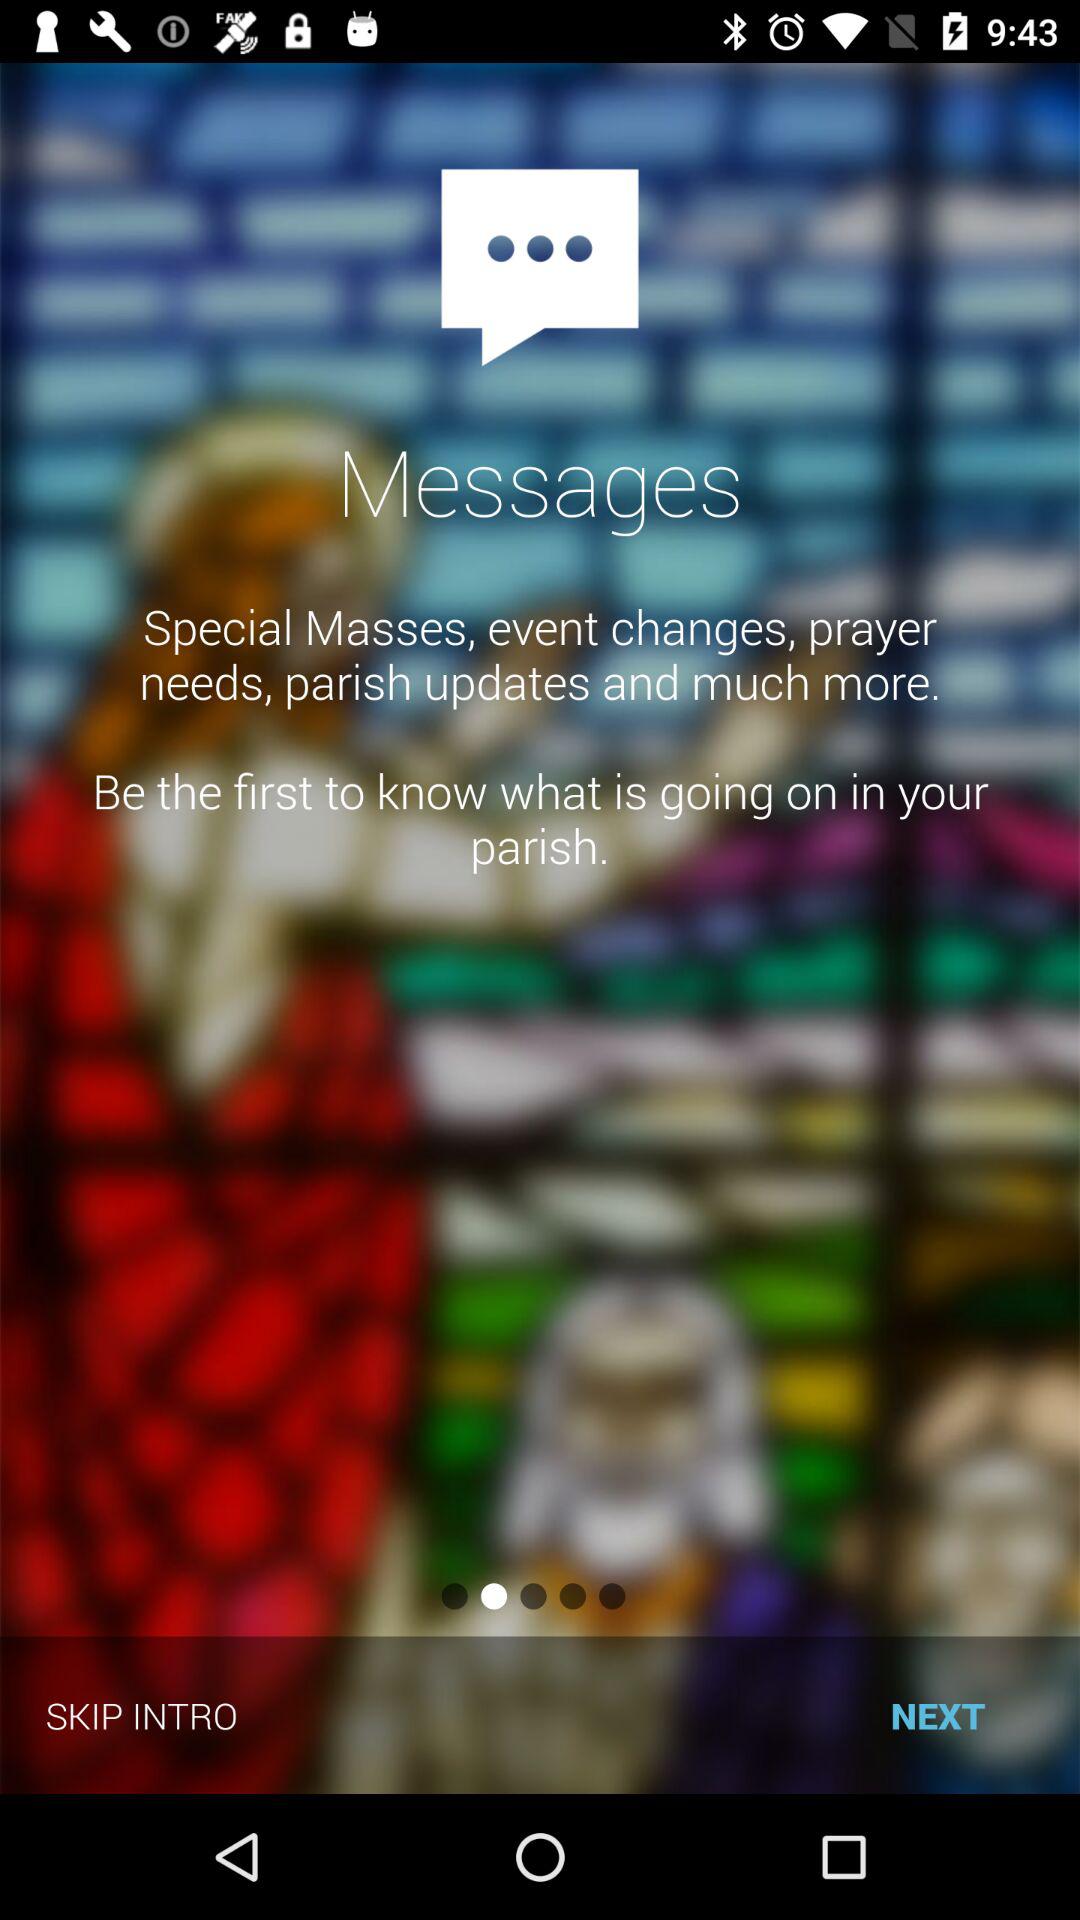 FAKE
9:43
Messages
Special Masses, event changes, prayer
needs, parish updates and much more.
Be the first to know what is going on in your
parish.
SKIP INTRO
NEXT